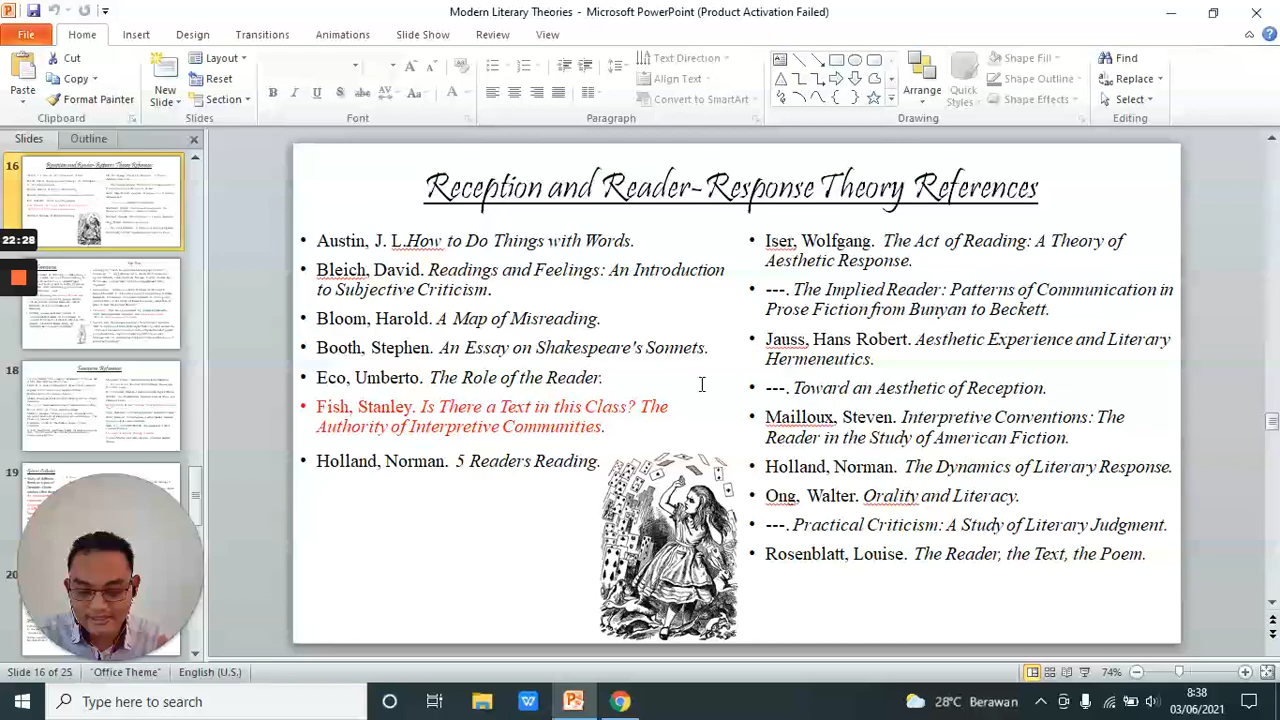 Modern Literary Theories - Microsoft PowerPoint (Product Activation Failed)
File Home Insert Design Transitions Animations Slide Show Review View
Cut
Copy
Format Painter
Paste
Clipboard
New
Slide
Layout
Reset
Section
Slides
Font
Paragraph
Text Direction
Align Text
Convert to SmartArt
Arrange
Quick
Styles
Shape Fill
Shape Outline
Shape Effects
Drawing
Find
Replace
Select
Editing
Slides Outline
16
22:28
18
19
20
Reception and Reader-Response Theory References
• Austin, J. l. to Do Things with Words.
• Bleich, David. Readings and Feelings: An Introduction
to Subjective Criticism.
• Bloom, Harold. A Map of Misreading.
• Booth, Stephen. An Essay on Shakespeare's Sonnets.
• Eco, Umberto. The Role of the Reader.
• Fish, Stanley. Is There a Text in This Class? The
Authority of Interpretive Communities.
• Holland, Norman. 5 Readers Reading.
• Iser, Wolfgang. The Act of Reading: A Theory of
Aesthetic Response.
• ---. The Implied Reader: Patterns of Communication in
Prose Fiction from Bunyan to Beckett.
• Jauss, Hans Robert. Aesthetic Experience and Literary
Hermeneutics.
• ---. Toward An Aesthetic of Reception.
• Mailloux, Steven. Interpretive Conventions: The
Reader in the Study of American Fiction.
• Holland, Norman. The Dynamics of Literary Response.
• Ong, Walter. Orality and Literacy.
• ---. Practical Criticism: A Study of Literary Judgment.
• Rosenblatt, Louise. The Reader, the Text, the Poem.
Slide 16 of 25 "Office Theme" English (U.S.) 74%
Type here to search
28°C Berawan
8:38
03/06/2021